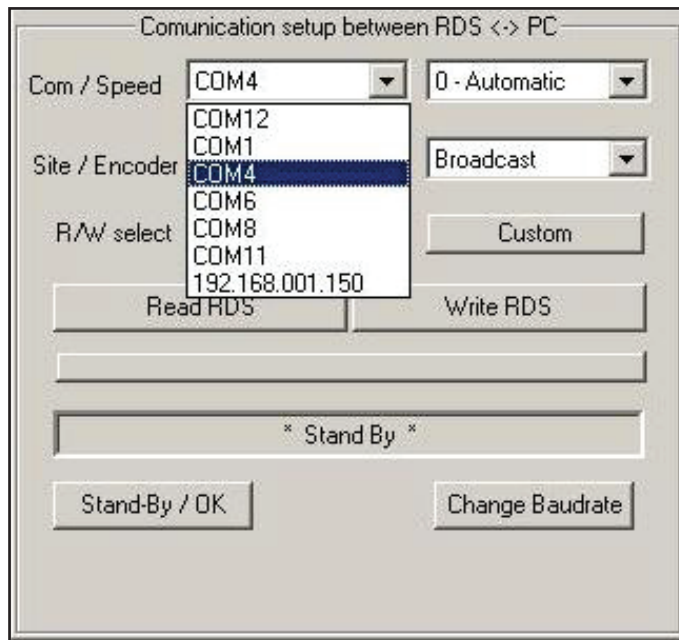 Comunication setup between RDS <-> PC
Com / Speed COM4 0 - Automatic
COM12
COM1
Site / Encoder COM4 Broadcast
COM6
R/W select COM8 Custom
COM11
192.168.001.150
Read RDS Write RDS
* Stand By *
Stand-By / OK Change Baudrate